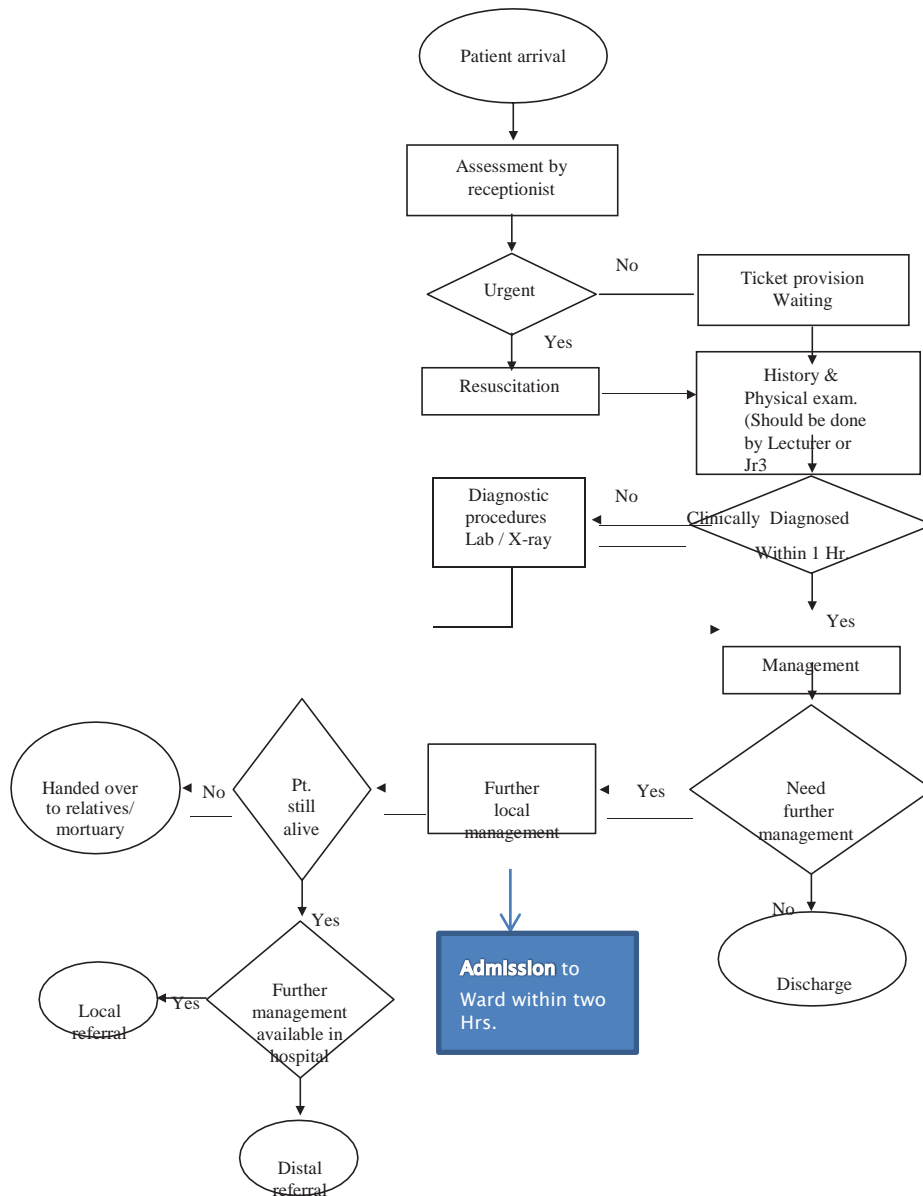 Patient arrival
Assessment by
receptionist
No
Urgent
Ticket provision
Waiting
Yes
Resuscitation
History &
Physical exam.
(Should be done
by Lecturer or
Jr3
Diagnostic
procedures
Lab / X-ray
No
Clinically Diagnosed
Within 1 Hr.
Yes
Management
Handed over
to relatives/
mortuary
No
Pt.
still
alive
Further
local
management
Yes
Need
further
management
Yes
No
Admission to
Ward within two
Hrs.
Discharge
Local
referral
Yes
Further
management
available in
hospital
Distal
referral